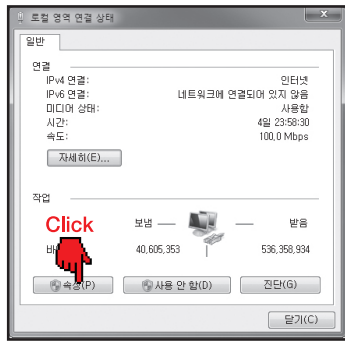 로컬 영역 연결 상태
일반
연결
IPv4 연결: 인터넷
IPv6 연결: 네트워크에 연결되어 있지 않음
미디어 상태: 사용함
시간: 4일 23:58:30
속도: 100.0 Mbps
자세히(E)...
작업
Click
보냄 받음
40,605,353 536,358,934
속성(P) 사용 안 함(D) 진단(G)
닫기(C)